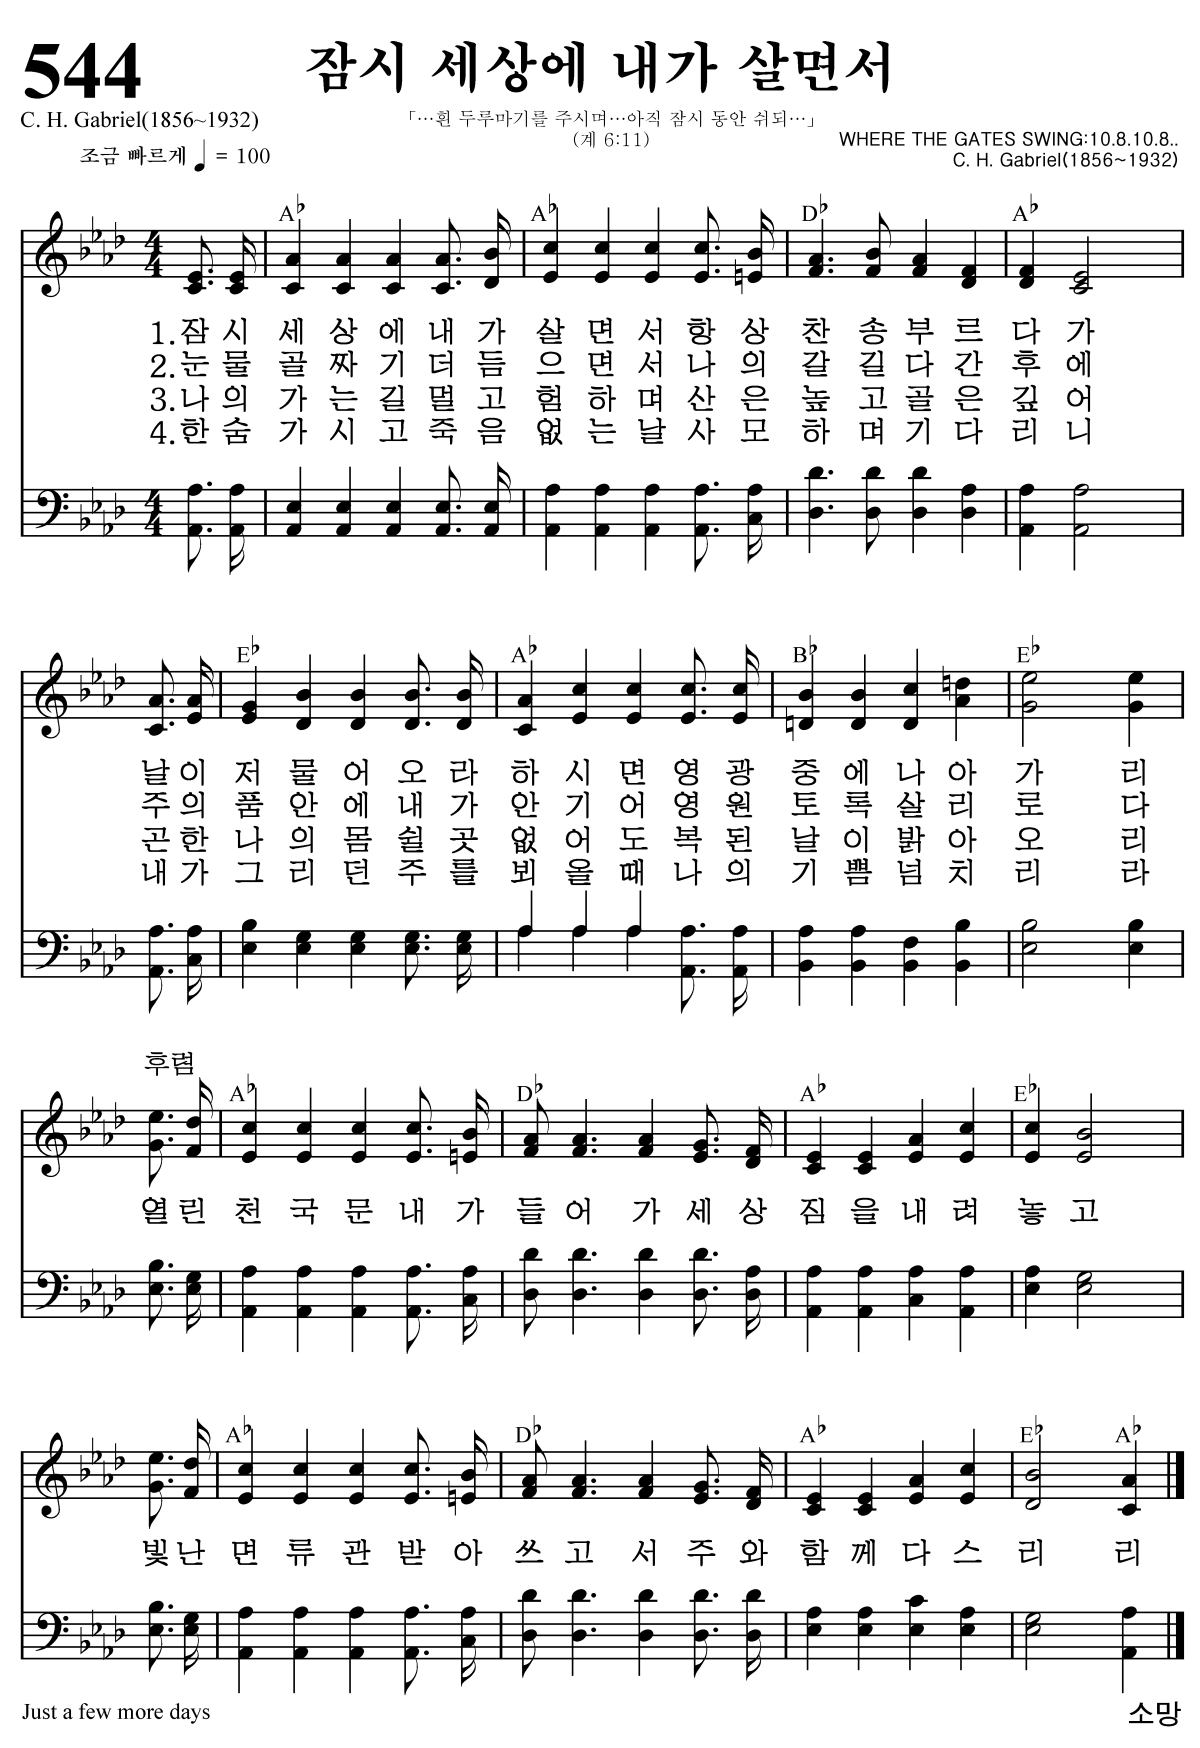 544
잠시 세상에 내가 살면서
C. H. Gabriel(1856~1932)
「…흰 두루마기를 주시며…아직 잠시 동안 쉬되…」
(계 6:11)
WHERE THE GATES SWING:10.8.10.8..
C. H. Gabriel(1856~1932)
조금 빠르게 ♩ = 100
A♭ A♭ D♭ A♭
4 4
1.잠 시 세 상 에 내 가 살 면 서 항 상 찬 송 부 르 다 가
2.눈 물 골 짜 기 더 듬 으 면 서 나 의 갈 길 다 간 후 에
3.나 의 가 는 길 멀 고 험 하 며 산 은 높 고 골 은 깊 어
4.한 숨 가 시 고 죽 음 없 는 날 사 모 하 며 기 다 리 니
4 4
E♭ A♭ B♭ E♭
날 이 저 물 어 오 라 하 시 면 영 광 중 에 나 아 가 리
주 의 품 안 에 내 가 안 기 어 영 원 토 록 살 리 로 다
곤 한 나 의 몸 쉴 곳 없 어 도 복 된 날 이 밝 아 오 리
내 가 그 리 던 주 를 뵈 올 때 나 의 기 쁨 넘 치 리 라
후렴
A♭ D♭ A♭ E♭
열 린 천 국 문 내 가 들 어 가 세 상 짐 을 내 려 놓 고
A♭ D♭ A♭ E♭ A♭
빛 난 면 류 관 받 아 쓰 고 서 주 와 함 께 다 스 리 리
Just a few more days
소망